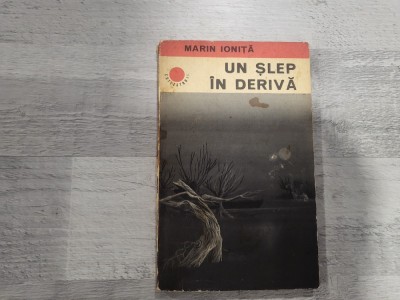 MARIN IONIȚĂ
UN ȘLEP
ÎN DERIVĂ